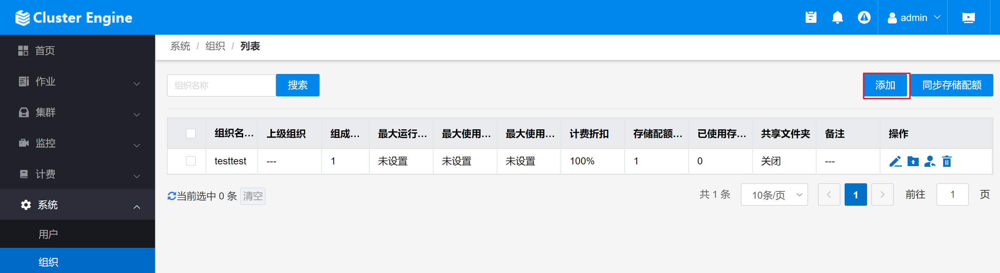 Cluster Engine
admin
首页
作业
集群
监控
计费
系统
用户
组织
系统 / 组织 / 列表
组织名称
搜索
添加
同步存储配额
组织名... 上级组织 组成... 最大运行... 最大使用... 最大使用... 计费折扣 存储配额... 已使用存... 共享文件夹 备注 操作
testtest --- 1 未设置 未设置 未设置 100% 1 0 关闭 ---
当前选中 0 条 清空
共 1 条 10条/页 1 前往 1 页